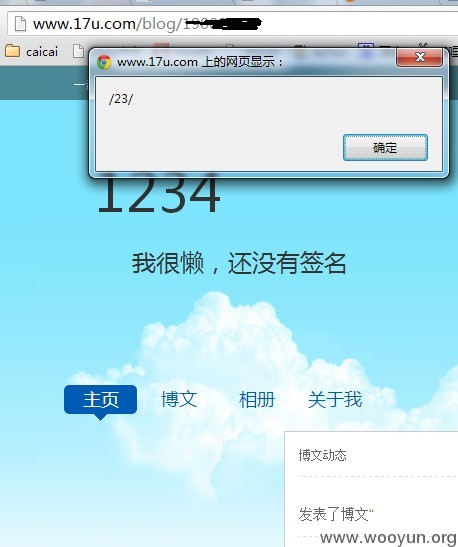 www.17u.com/blog/
caicai
www.17u.com 上的网页显示：
/23/
确定
1234
我很懒，还没有签名
主页 博文 相册 关于我
博文动态
发表了博文“
www.wooyun.org